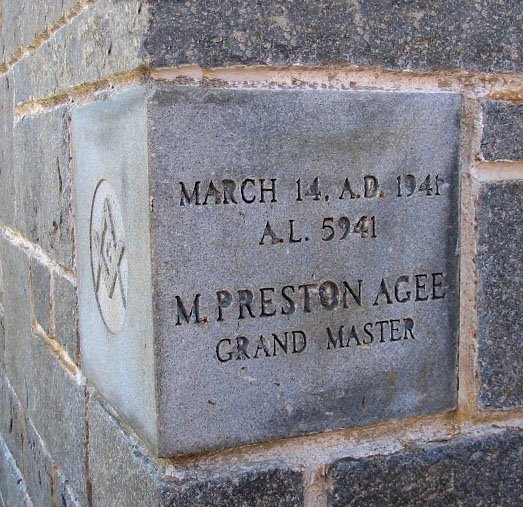 MARCH 14, A.D. 1941
A.L. 5941
M. PRESTON AGEE
GRAND MASTER